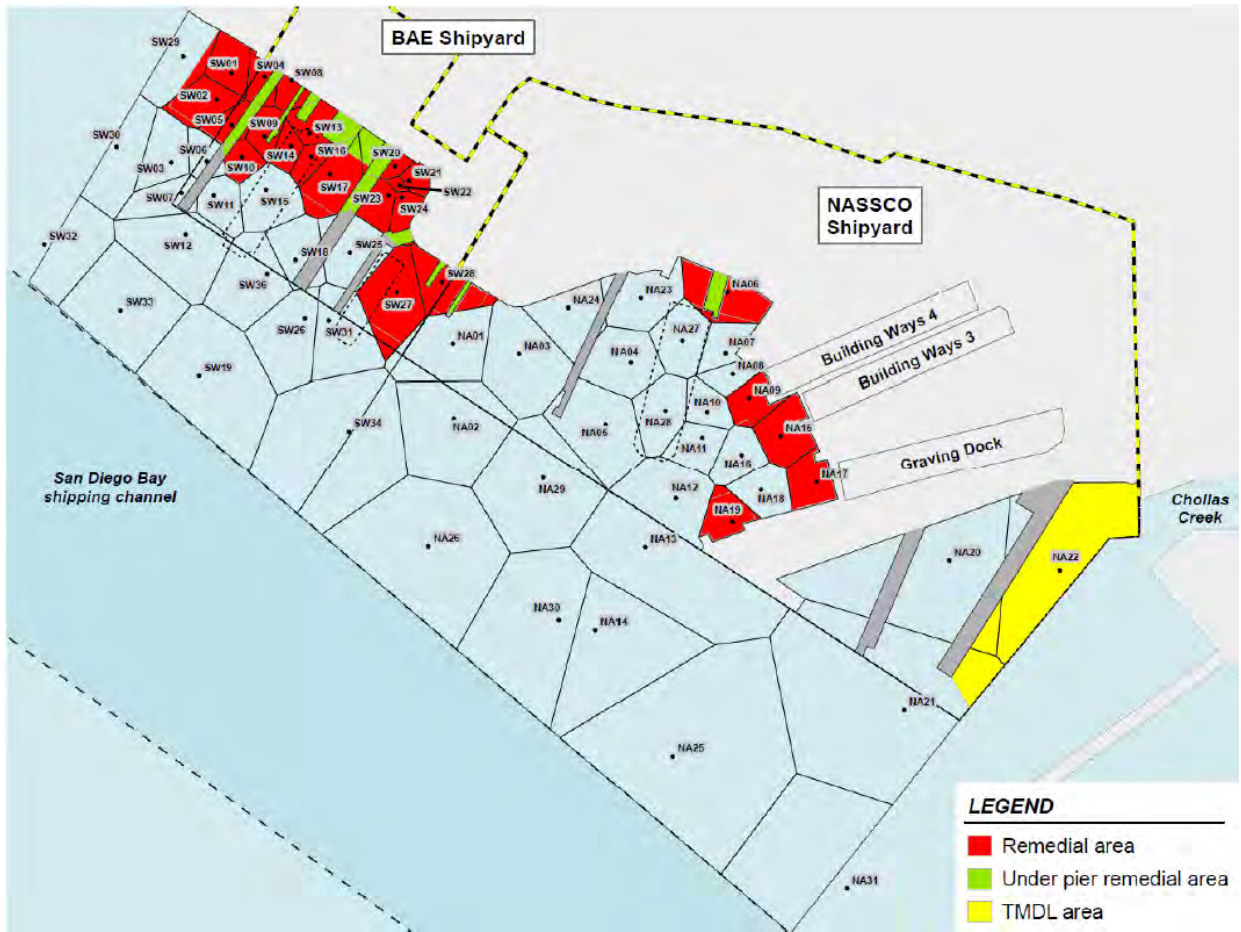 BAE Shipyard
SW29
SW01
SW04
SW08
SW02
SW05
SW09
SW13
SW30
SW03
SW06
SW10
SW14
SW16
SW20
SW21
SW22
SW07
SW11
SW15
SW17
SW23
SW24
NASSCO
Shipyard
SW32
SW12
SW18
SW25
SW36
SW28
SW27
SW33
SW26
SW31
NA24
NA23
NA06
NA27
NA01
NA03
NA04
NA07
NA08
Building Ways 4
Building Ways 3
SW19
NA09
NA10
NA28
SW34
NA02
NA05
NA11
NA15
NA16
Graving Dock
San Diego Bay
shipping channel
NA29
NA12
NA18
NA17
NA19
Chollas
Creek
NA26
NA13
NA20
NA22
NA30
NA14
NA21
NA25
NA31
LEGEND
Remedial area
Under pier remedial area
TMDL area